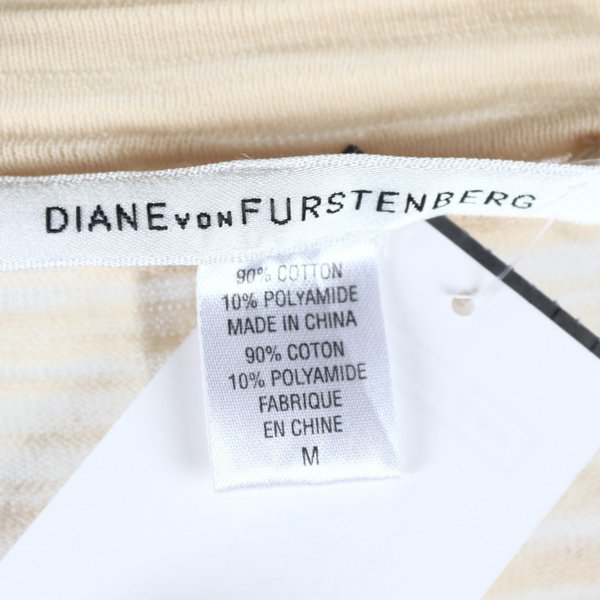 DIANE VON FURSTENBERG
90% COTTON
10% POLYAMIDE
MADE IN CHINA
90% COTON
10% POLYAMIDE
FABRIQUE
EN CHINE
M